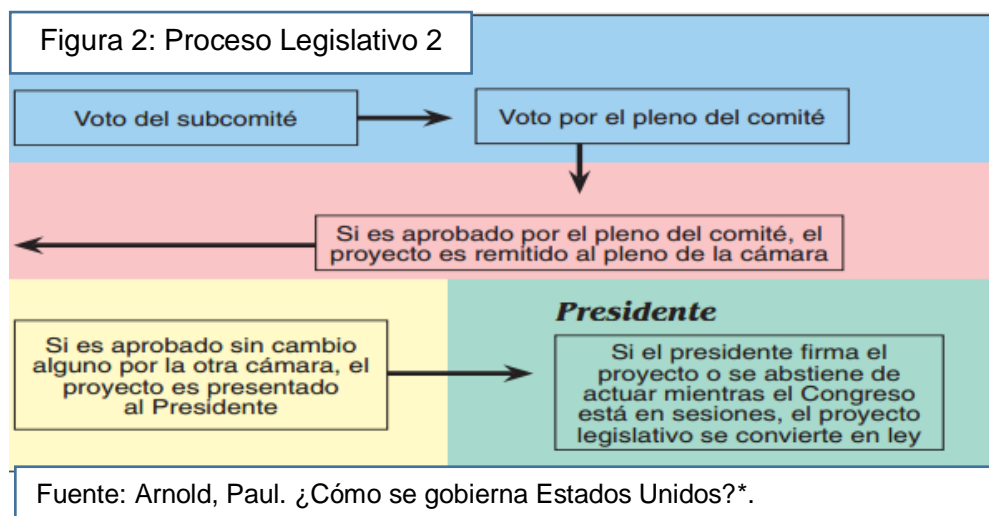 Figura 2: Proceso Legislativo 2
Voto del subcomité
Voto por el pleno del comité
Si es aprobado por el pleno del comité, el
proyecto es remitido al pleno de la cámara
Si es aprobado sin cambio
alguno por la otra cámara, el
proyecto es presentado
al Presidente
Presidente
Si el presidente firma el
proyecto o se abstiene de
actuar mientras el Congreso
está en sesiones, el proyecto
legislativo se convierte en ley
Fuente: Arnold, Paul. ¿Cómo se gobierna Estados Unidos?*.